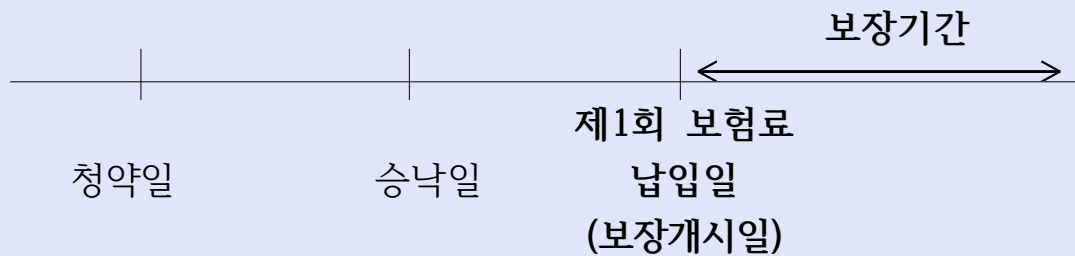 보장기간
청약일
승낙일
제1회 보험료
납입일
(보장개시일)